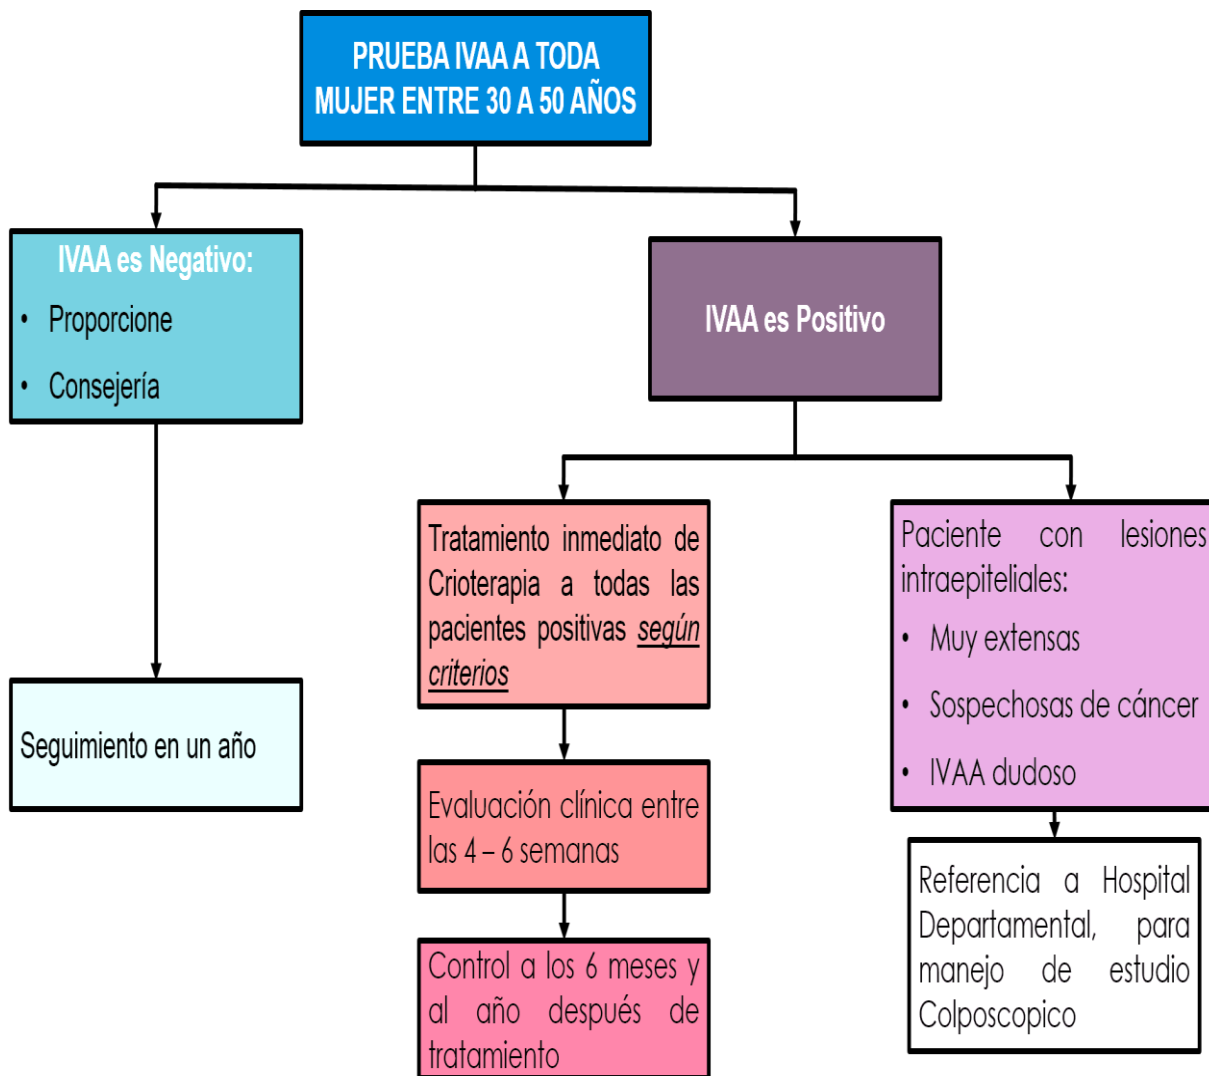 PRUEBA IVAA A TODA
MUJER ENTRE 30 A 50 AÑOS
IVAA es Negativo:
• Proporcione
• Consejería
IVAA es Positivo
Tratamiento inmediato de
Crioterapia a todas las
pacientes positivas según
criterios
Paciente con lesiones
intraepiteliales:
• Muy extensas
• Sospechosas de cáncer
• IVAA dudoso
Seguimiento en un año
Evaluación clínica entre
las 4 – 6 semanas
Referencia a Hospital
Departamental, para
manejo de estudio
Colposcopico
Control a los 6 meses y
al año después de
tratamiento